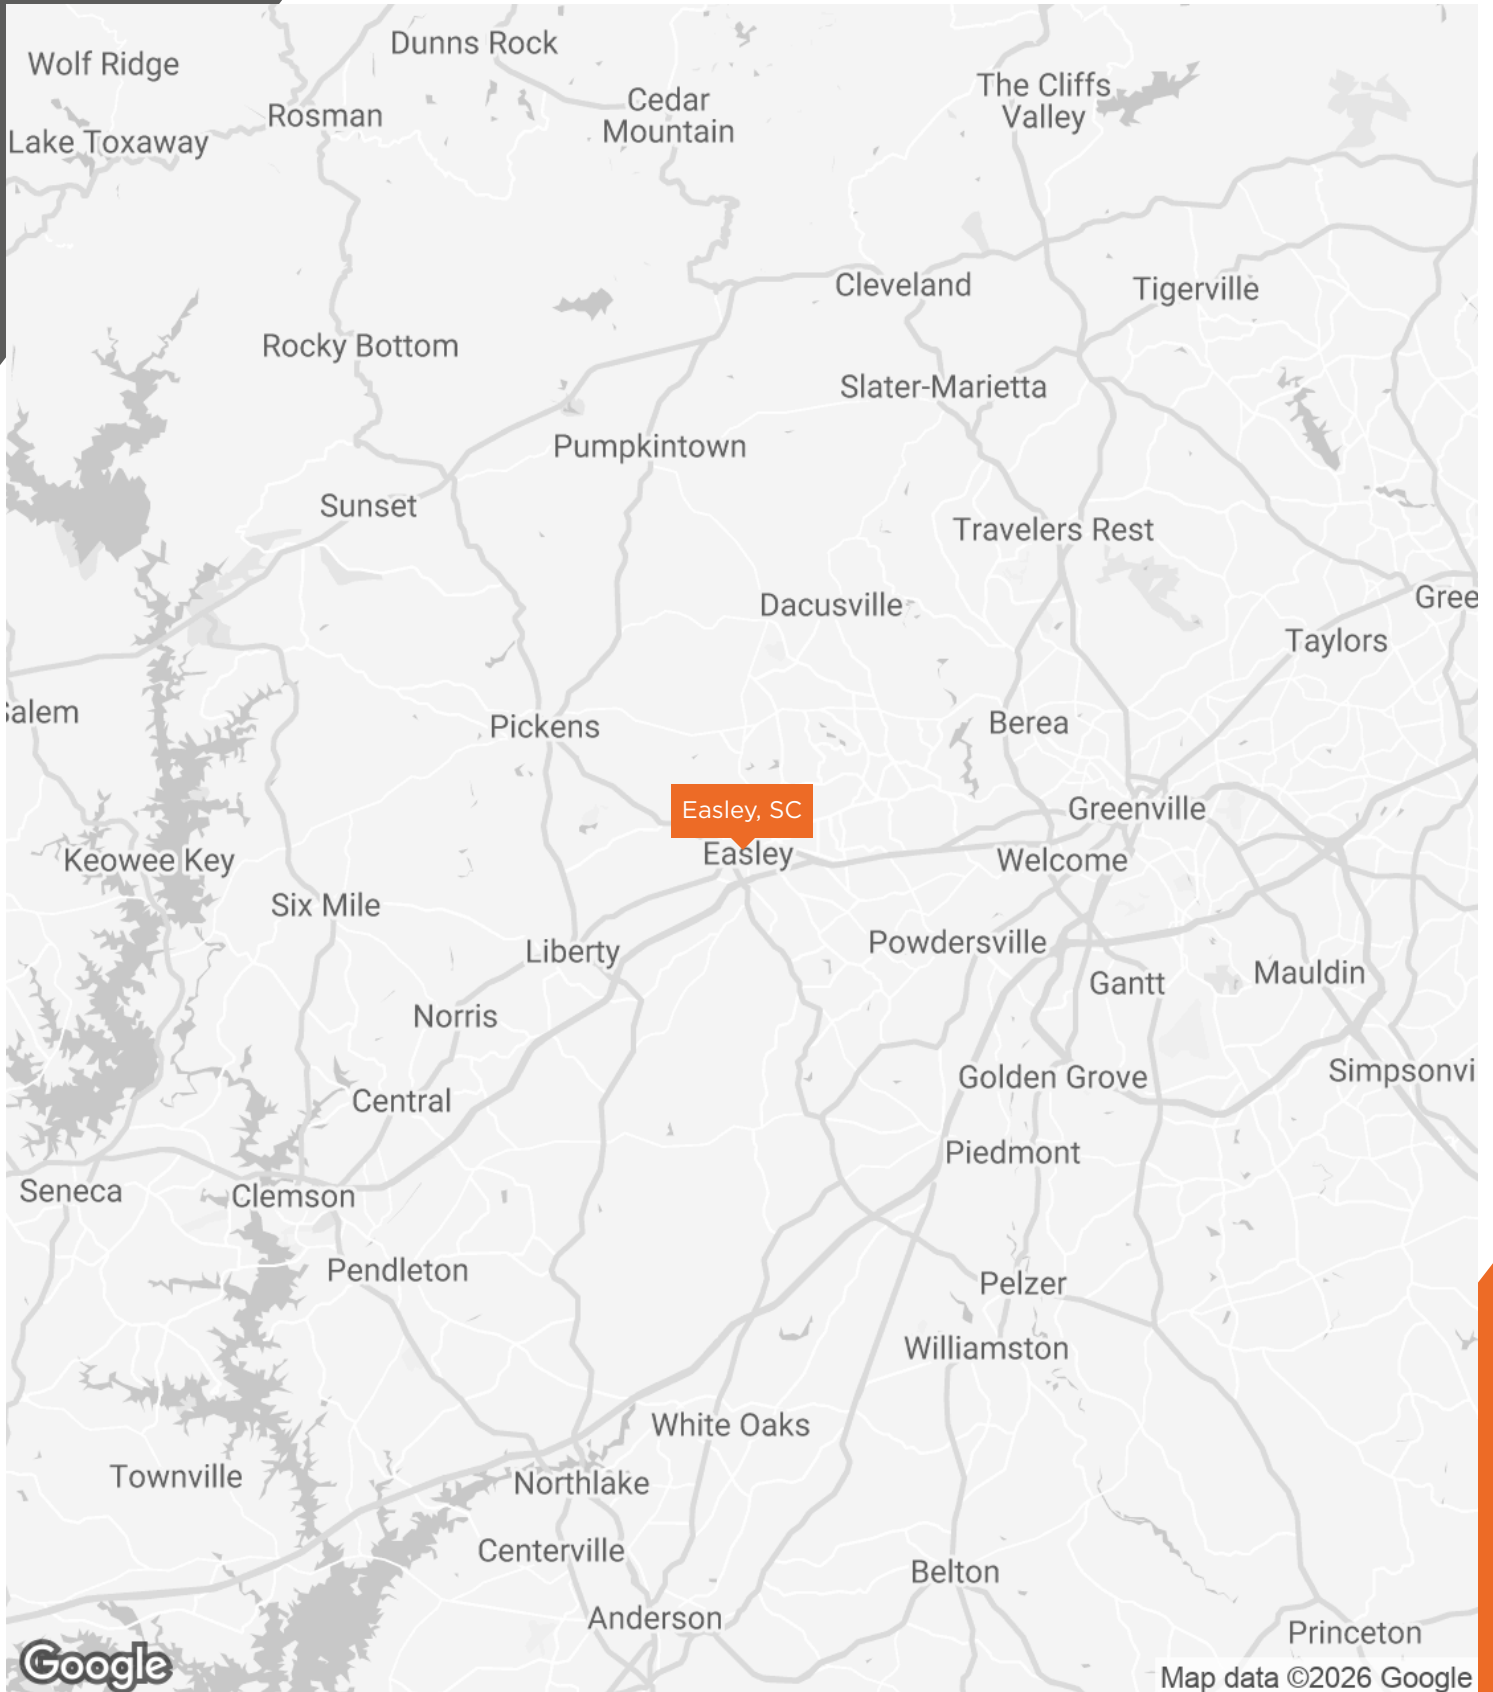 Dunns Rock
Wolf Ridge
The Cliffs
Valley
Cedar
Mountain
Rosman
Lake Toxaway
Cleveland
Tigerville
Rocky Bottom
Slater-Marietta
Pumpkintown
Sunset
Travelers Rest
Dacusville
Gree
Taylors
Salem
Pickens
Berea
Easley, SC
Greenville
Easley
Keowee Key
Welcome
Six Mile
Powdersville
Liberty
Mauldin
Gantt
Norris
Simpsonvi
Golden Grove
Central
Piedmont
Seneca
Clemson
Pendleton
Pelzer
Williamston
White Oaks
Townville
Northlake
Centerville
Belton
Anderson
Princeton
Google
Map data ©2026 Google